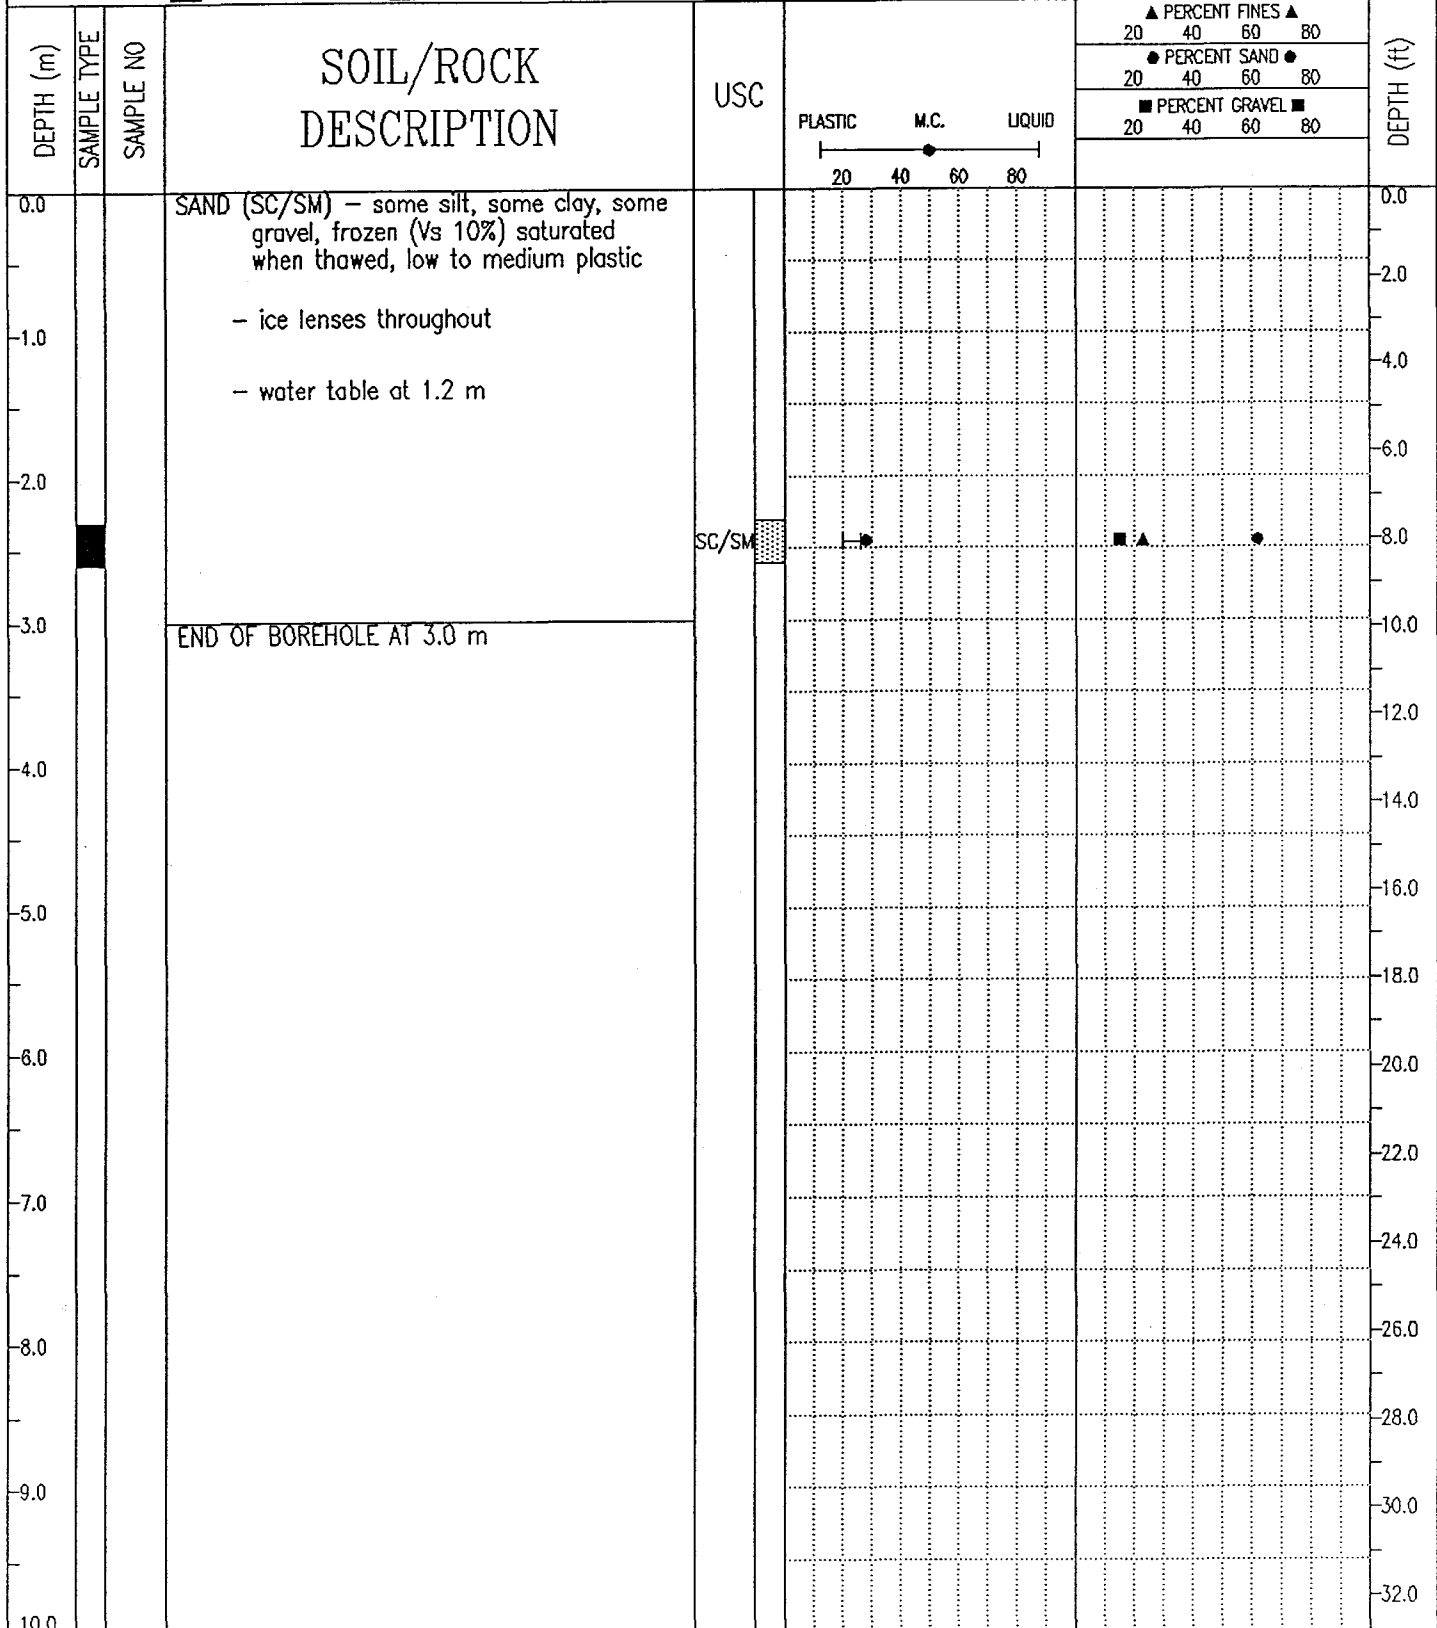 DEPTH (m)
SAMPLE TYPE
SAMPLE NO
SOIL/ROCK
DESCRIPTION
USC
PLASTIC M.C. LIQUID
20 40 60 80
▲ PERCENT FINES ▲
20 40 60 80
● PERCENT SAND ●
20 40 60 80
■ PERCENT GRAVEL ■
20 40 60 80
DEPTH (ft)
0.0
1.0
2.0
3.0
4.0
5.0
6.0
7.0
8.0
9.0
10.0
SAND (SC/SM) – some silt, some clay, some
gravel, frozen (Vs 10%) saturated
when thawed, low to medium plastic
– ice lenses throughout
– water table at 1.2 m
END OF BOREHOLE AT 3.0 m
SC/SM
0.0
2.0
4.0
6.0
8.0
10.0
12.0
14.0
16.0
18.0
20.0
22.0
24.0
26.0
28.0
30.0
32.0